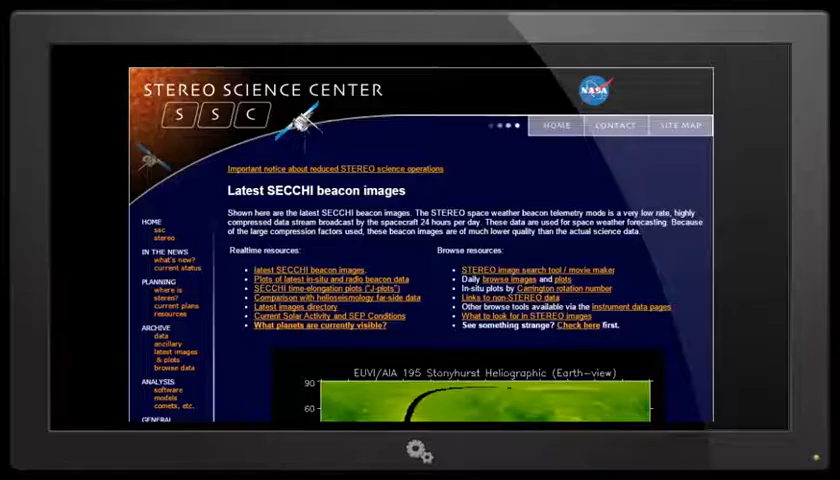 STEREO SCIENCE CENTER
S S C
NASA
HOME CONTACT SITE MAP
Important notice about reduced STEREO science operations
Latest SECCHI beacon images
Shown here are the latest SECCHI beacon images. The STEREO space weather beacon telemetry mode is a very low rate, highly
compressed data stream broadcast by the spacecraft 24 hours per day. These data are used for space weather forecasting. Because
of the large compression factors used, these beacon images are of much lower quality than the actual science data.
HOME
ssc
stereo
IN THE NEWS
what's new?
current status
PLANNING
where is
stereo?
current plans
resources
ARCHIVE
data
ancillary
latest images
& plots
browse data
ANALYSIS
software
models
comets, etc.
GENERAL
Realtime resources:
latest SECCHI beacon images.
Plots of latest in-situ and radio beacon data
SECCHI time-elongation plots ("J-plots")
Comparison with helioseismology far-side data
Latest images directory
Current Solar Activity and SEP Conditions
What planets are currently visible?
Browse resources:
STEREO image search tool / movie maker
Daily browse images and plots
In-situ plots by Carrington rotation number
Links to non-STEREO data
Other browse tools available via the instrument data pages
What to look for in STEREO images
See something strange? Check here first.
EUVI/AIA 195 Stonyhurst Heliographic (Earth-view)
90
60